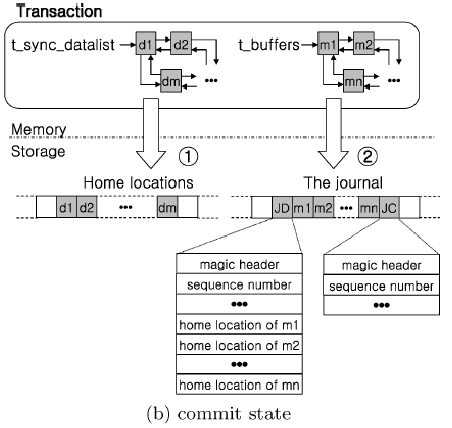 Transaction
t_sync_datalist d1 d2 t_buffers m1 m2
dm ••• mn •••
Memory
Storage
① ②
Home locations The journal
d1 d2 ••• dm JD m1 m2 ••• mn JC
magic header magic header
sequence number sequence number
••• •••
home location of m1
home location of m2
•••
home location of mn
(b) commit state